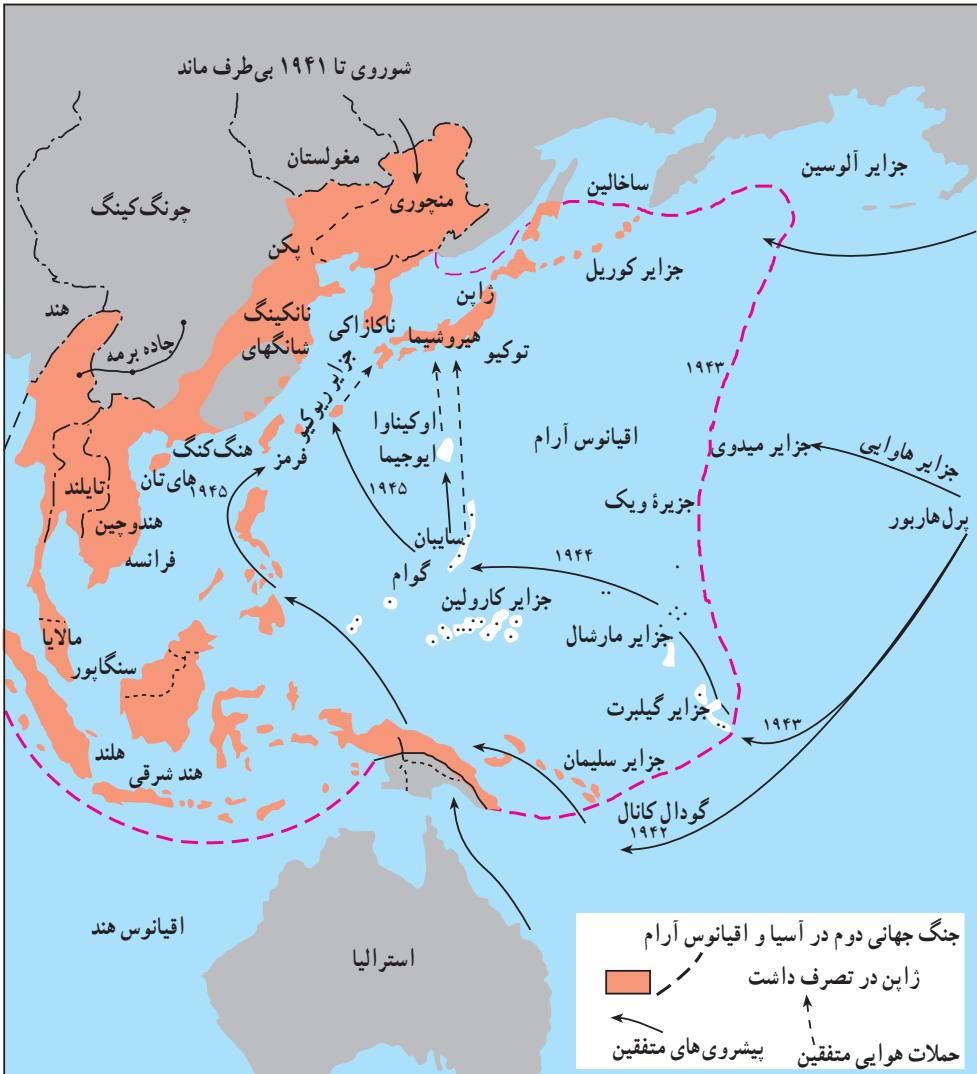 شوروی تا ۱۹۴۱ بی‌طرف ماند
مغولستان
چونگ‌کینگ
منچوری
ساخالین
جزایر آلوسین
پکن
جزایر کوریل
ژاپن
هند
نانکینگ
ناکازاکی
هیروشیما
شانگهای
توکیو
جاده برمه
جزایر ریوکیو
۱۹۴۳
اوکیناوا
ایوجیما
اقیانوس آرام
جزایر میدوی
جزایر هاوایی
هنگ‌کنگ
فرمز
های‌تان
۱۹۴۵
۱۹۴۵
تایلند
هندوچین
فرانسه
جزیرهٔ ویک
پرل‌هاربور
سایبان
گوام
۱۹۴۴
جزایر کارولین
جزایر مارشال
مالایا
سنگاپور
جزایر گیلبرت
۱۹۴۳
هلند
هند شرقی
جزایر سلیمان
گودال کانال
۱۹۴۲
اقیانوس هند
استرالیا
جنگ جهانی دوم در آسیا و اقیانوس آرام
ژاپن در تصرف داشت
پیشروی‌های متفقین
حملات هوایی متفقین